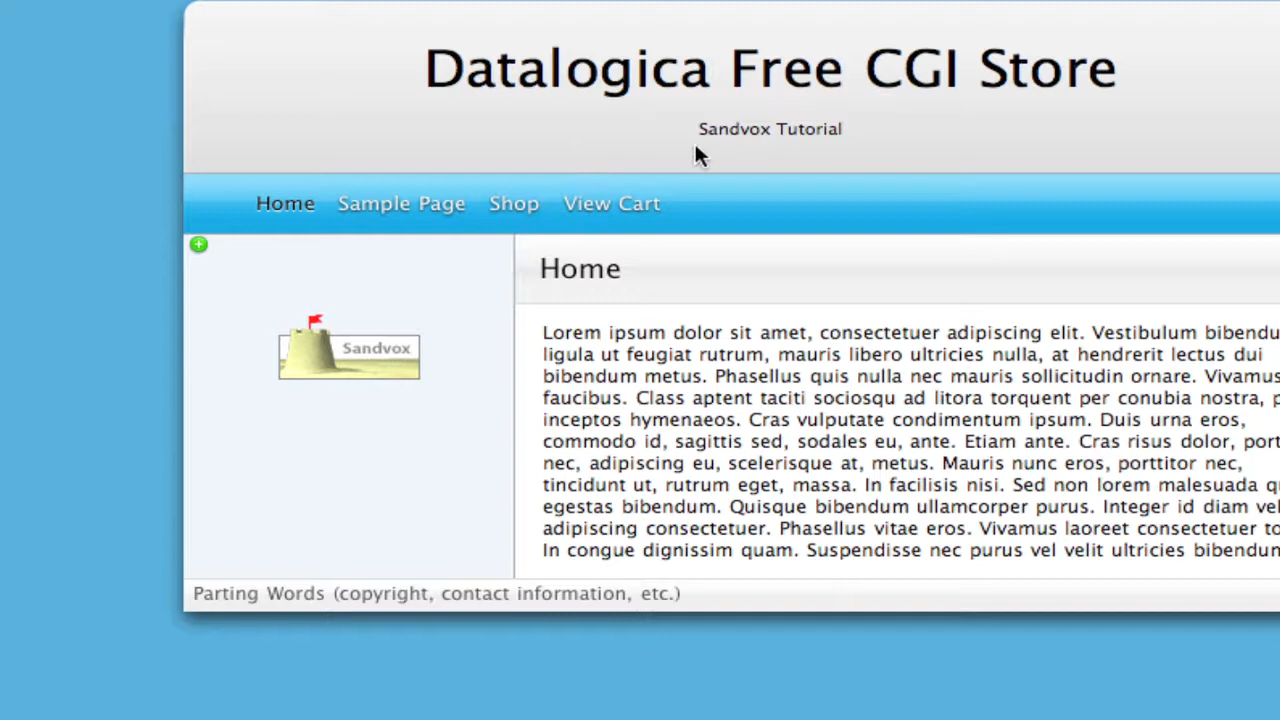 Datalogica Free CGI Store
Sandvox Tutorial
Home Sample Page Shop View Cart
Home
Sandvox
Lorem ipsum dolor sit amet, consectetuer adipiscing elit. Vestibulum bibendu
ligula ut feugiat rutrum, mauris libero ultricies nulla, at hendrerit lectus dui
bibendum metus. Phasellus quis nulla nec mauris sollicitudin ornare. Vivamus
faucibus. Class aptent taciti sociosqu ad litora torquent per conubia nostra, p
inceptos hymenaeos. Cras vulputate condimentum ipsum. Duis urna eros,
commodo id, sagittis sed, sodales eu, ante. Etiam ante. Cras risus dolor, port
nec, adipiscing eu, scelerisque at, metus. Mauris nunc eros, porttitor nec,
tincidunt ut, rutrum eget, massa. In facilisis nisi. Sed non lorem malesuada q
egestas bibendum. Quisque bibendum ullamcorper purus. Integer id diam vel
adipiscing consectetuer. Phasellus vitae eros. Vivamus laoreet consectetuer to
In congue dignissim quam. Suspendisse nec purus vel velit ultricies bibendum
Parting Words (copyright, contact information, etc.)